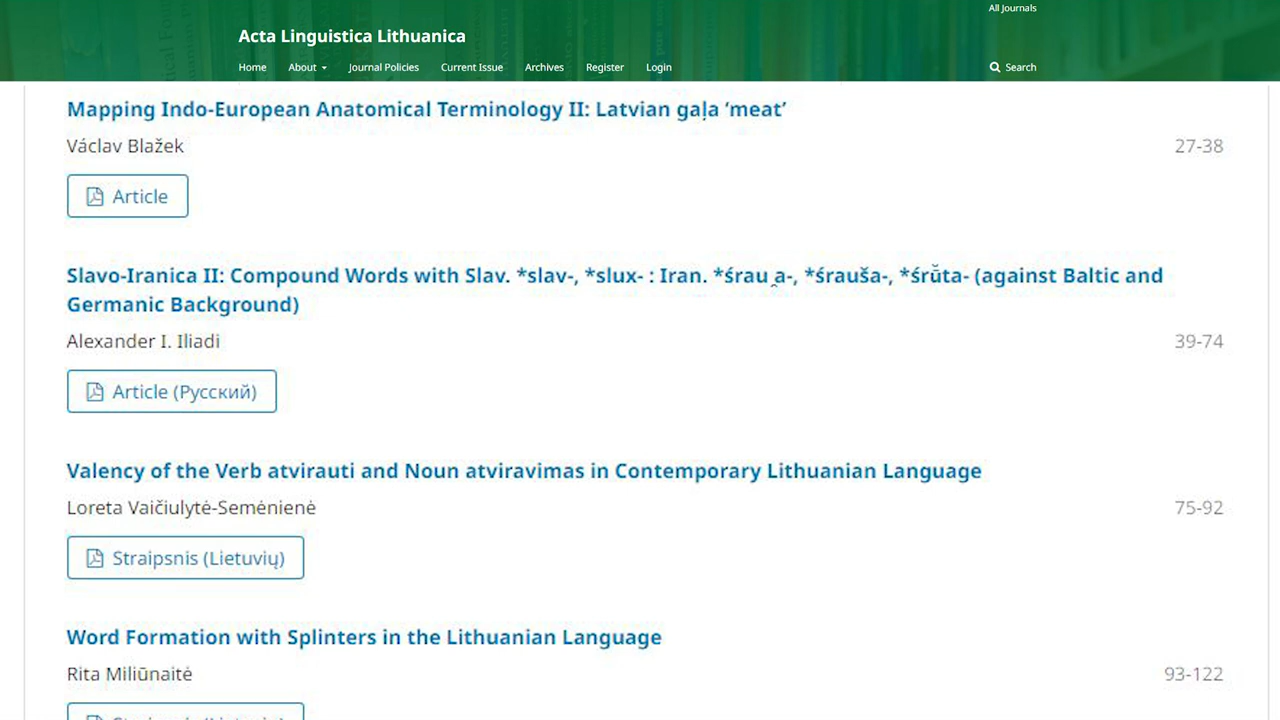 All Journals
Acta Linguistica Lithuanica
Home About Journal Policies Current Issue Archives Register Login Search
Mapping Indo-European Anatomical Terminology II: Latvian gaļa ‘meat’
Václav Blažek 27-38
Article
Slavo-Iranica II: Compound Words with Slav. *slav-, *slux- : Iran. *śrau̯a-, *śrauša-, *śrū̆ta- (against Baltic and
Germanic Background)
Alexander I. Iliadi 39-74
Article (Русский)
Valency of the Verb atvirauti and Noun atviravimas in Contemporary Lithuanian Language
Loreta Vaičiulytė-Semėnienė 75-92
Straipsnis (Lietuvių)
Word Formation with Splinters in the Lithuanian Language
Rita Miliūnaitė 93-122